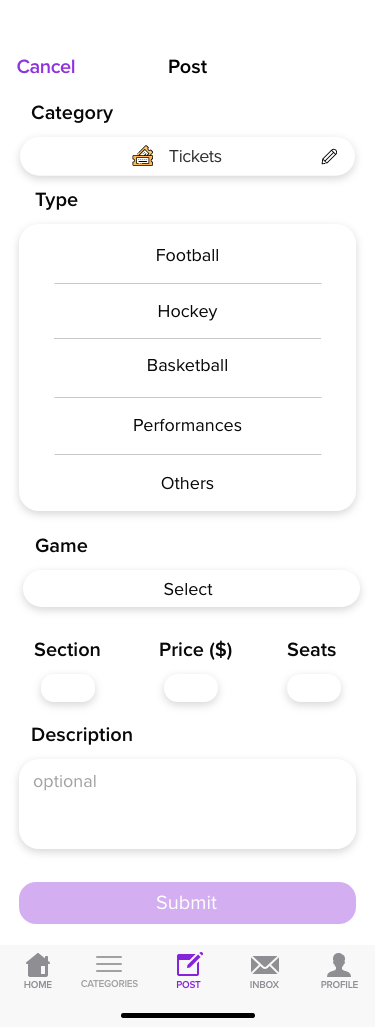 Cancel Post
Category
Tickets
Type
Football
Hockey
Basketball
Performances
Others
Game
Select
Section Price ($) Seats
Description
optional
Submit
HOME CATEGORIES POST INBOX PROFILE